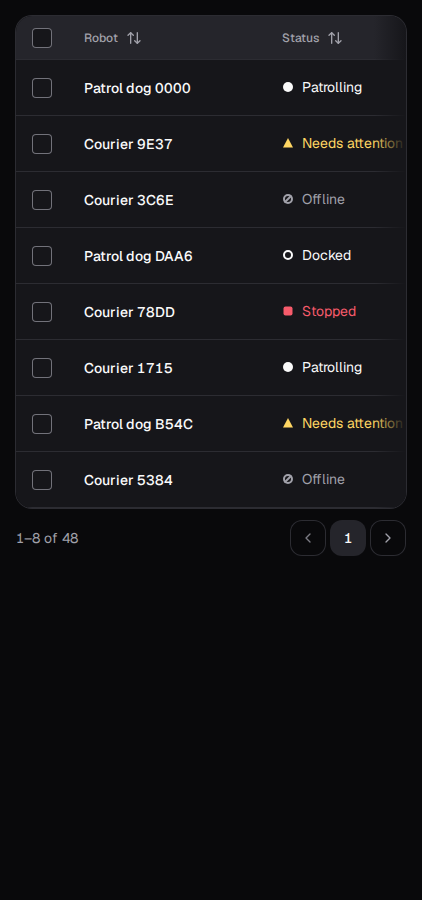 Robot Status
Patrol dog 0000 Patrolling
Courier 9E37 Needs attention
Courier 3C6E Offline
Patrol dog DAA6 Docked
Courier 78DD Stopped
Courier 1715 Patrolling
Patrol dog B54C Needs attention
Courier 5384 Offline
1–8 of 48 1